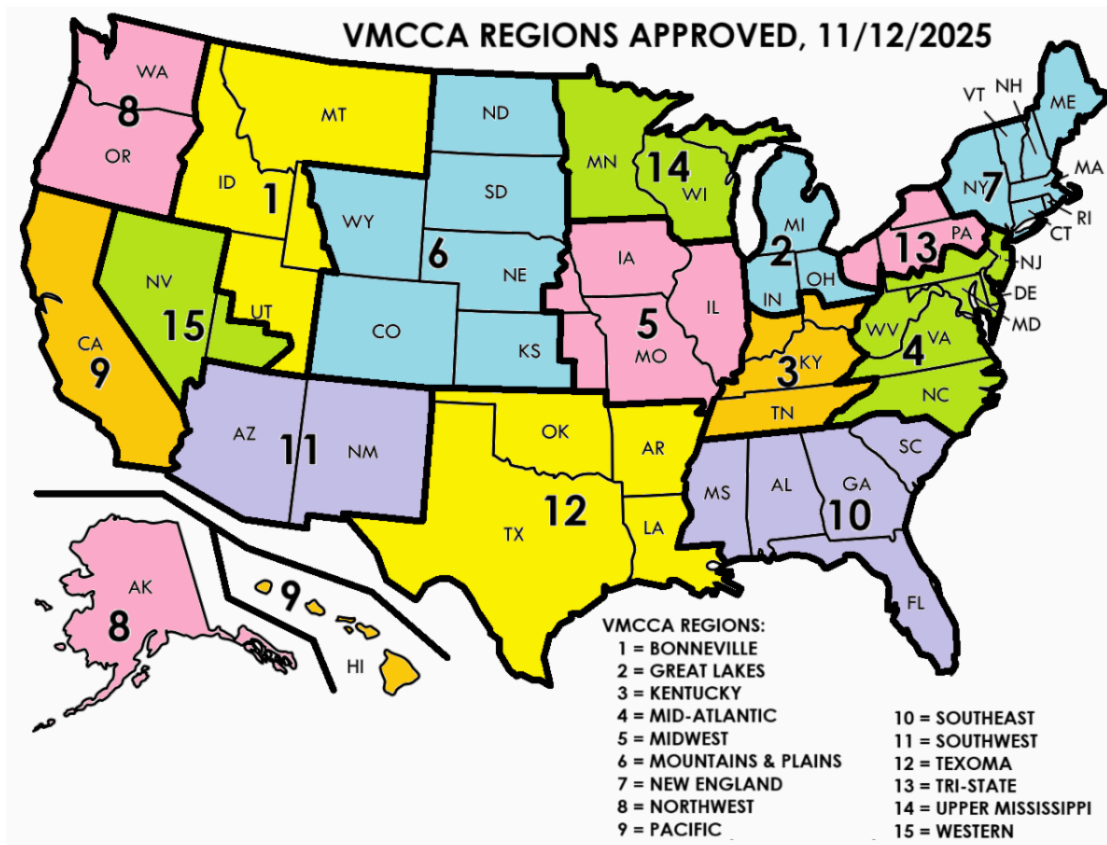 VMCCA REGIONS APPROVED, 11/12/2025
WA
8
OR
MT
ID
1
ND
SD
WY
6
NE
MN
14
WI
MI
2
VT
NH
ME
NY
7
MA
RI
CT
PA
13
NJ
DE
MD
NV
15
UT
CO
KS
IA
5
MO
IL
IN
OH
WV
VA
4
KY
3
TN
NC
CA
9
AZ
11
NM
OK
AR
TX
12
LA
MS
AL
GA
10
SC
FL
AK
8
9
HI
VMCCA REGIONS:
1 = BONNEVILLE
2 = GREAT LAKES
3 = KENTUCKY
4 = MID-ATLANTIC
5 = MIDWEST
6 = MOUNTAINS & PLAINS
7 = NEW ENGLAND
8 = NORTHWEST
9 = PACIFIC
10 = SOUTHEAST
11 = SOUTHWEST
12 = TEXOMA
13 = TRI-STATE
14 = UPPER MISSISSIPPI
15 = WESTERN